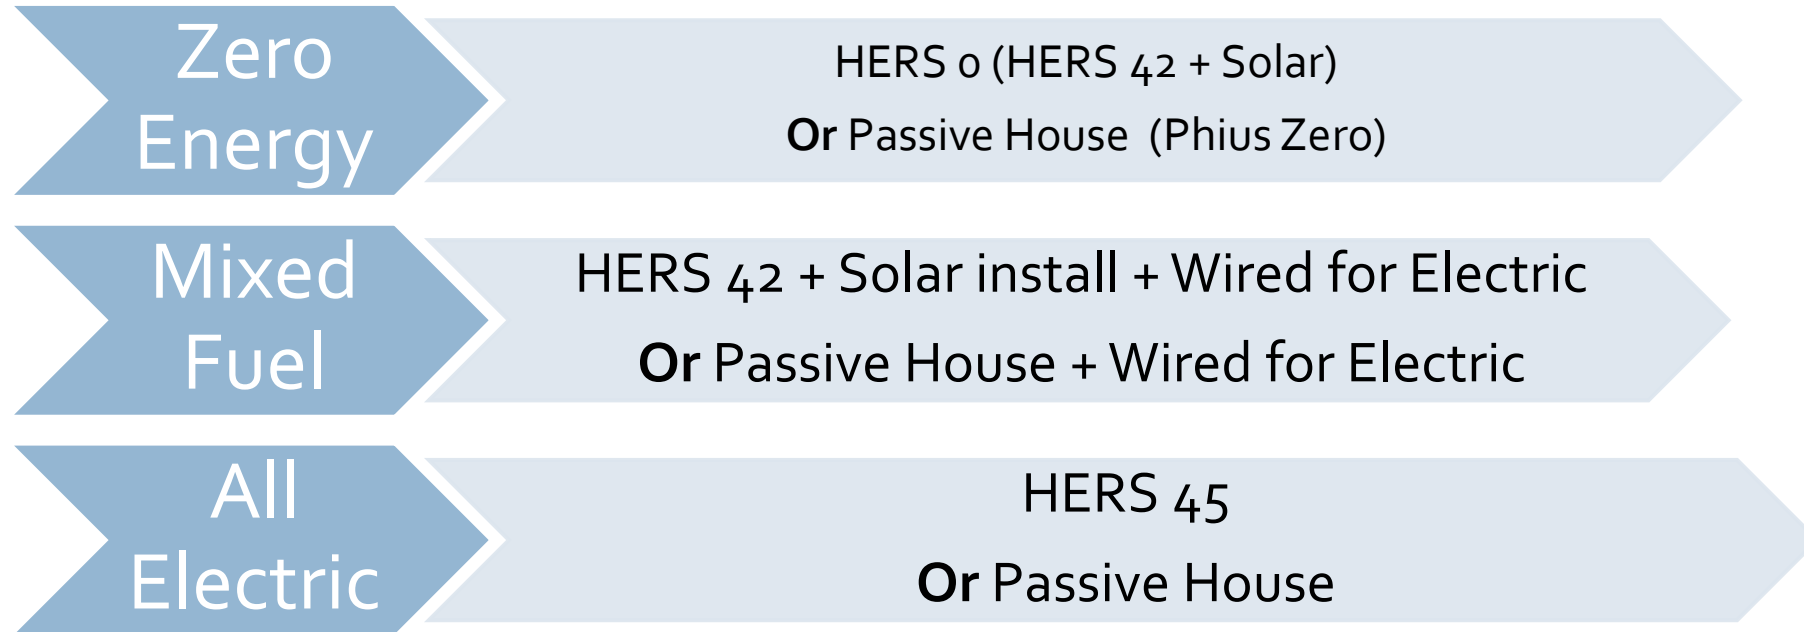 Zero
Energy
HERS 0 (HERS 42 + Solar)
Or Passive House (Phius Zero)
Mixed
Fuel
HERS 42 + Solar install + Wired for Electric
Or Passive House + Wired for Electric
All
Electric
HERS 45
Or Passive House